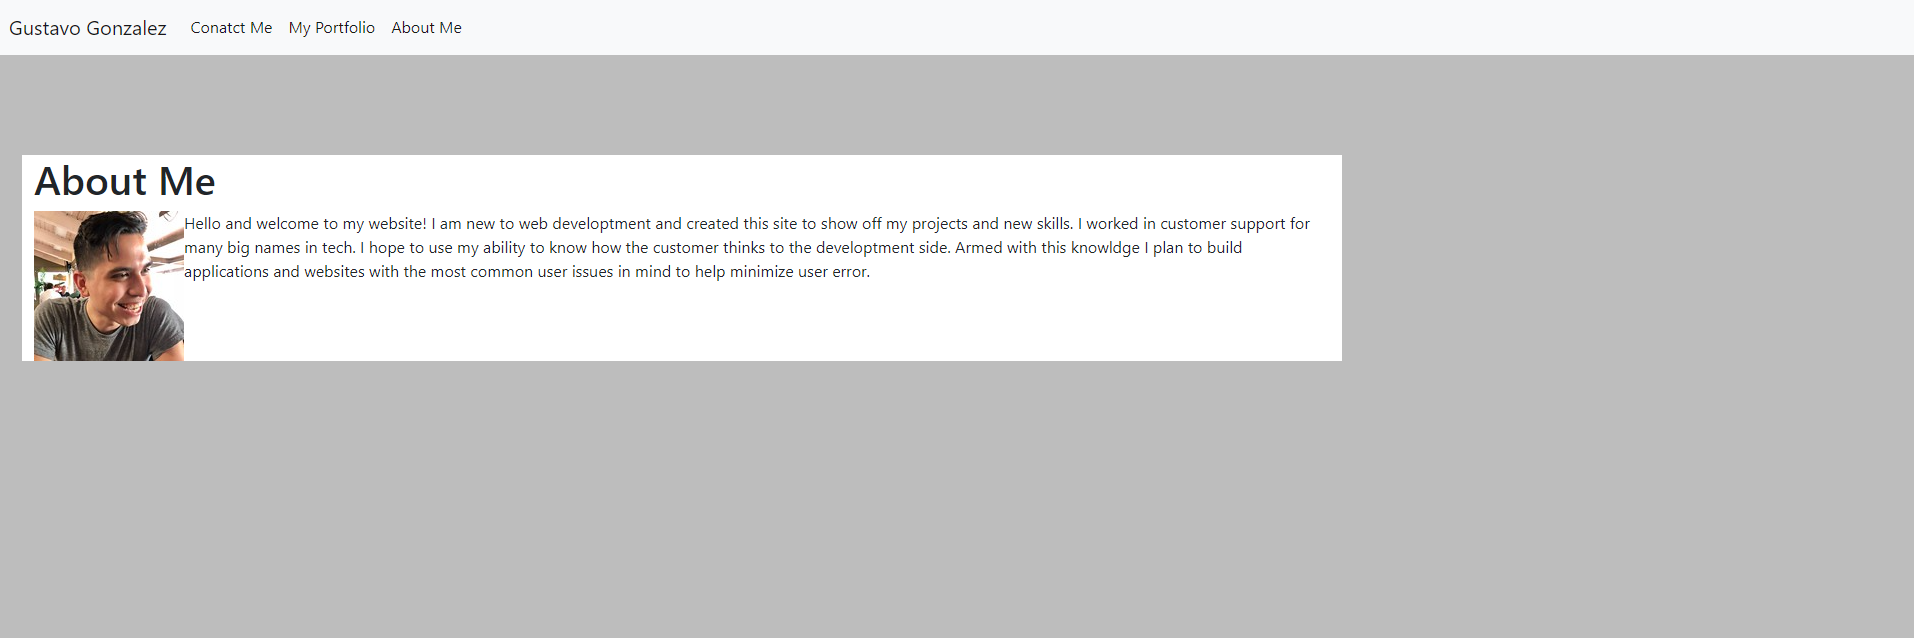 Gustavo Gonzalez Conatct Me My Portfolio About Me
About Me
Hello and welcome to my website! I am new to web developtment and created this site to show off my projects and new skills. I worked in customer support for
many big names in tech. I hope to use my ability to know how the customer thinks to the developtment side. Armed with this knowldge I plan to build
applications and websites with the most common user issues in mind to help minimize user error.